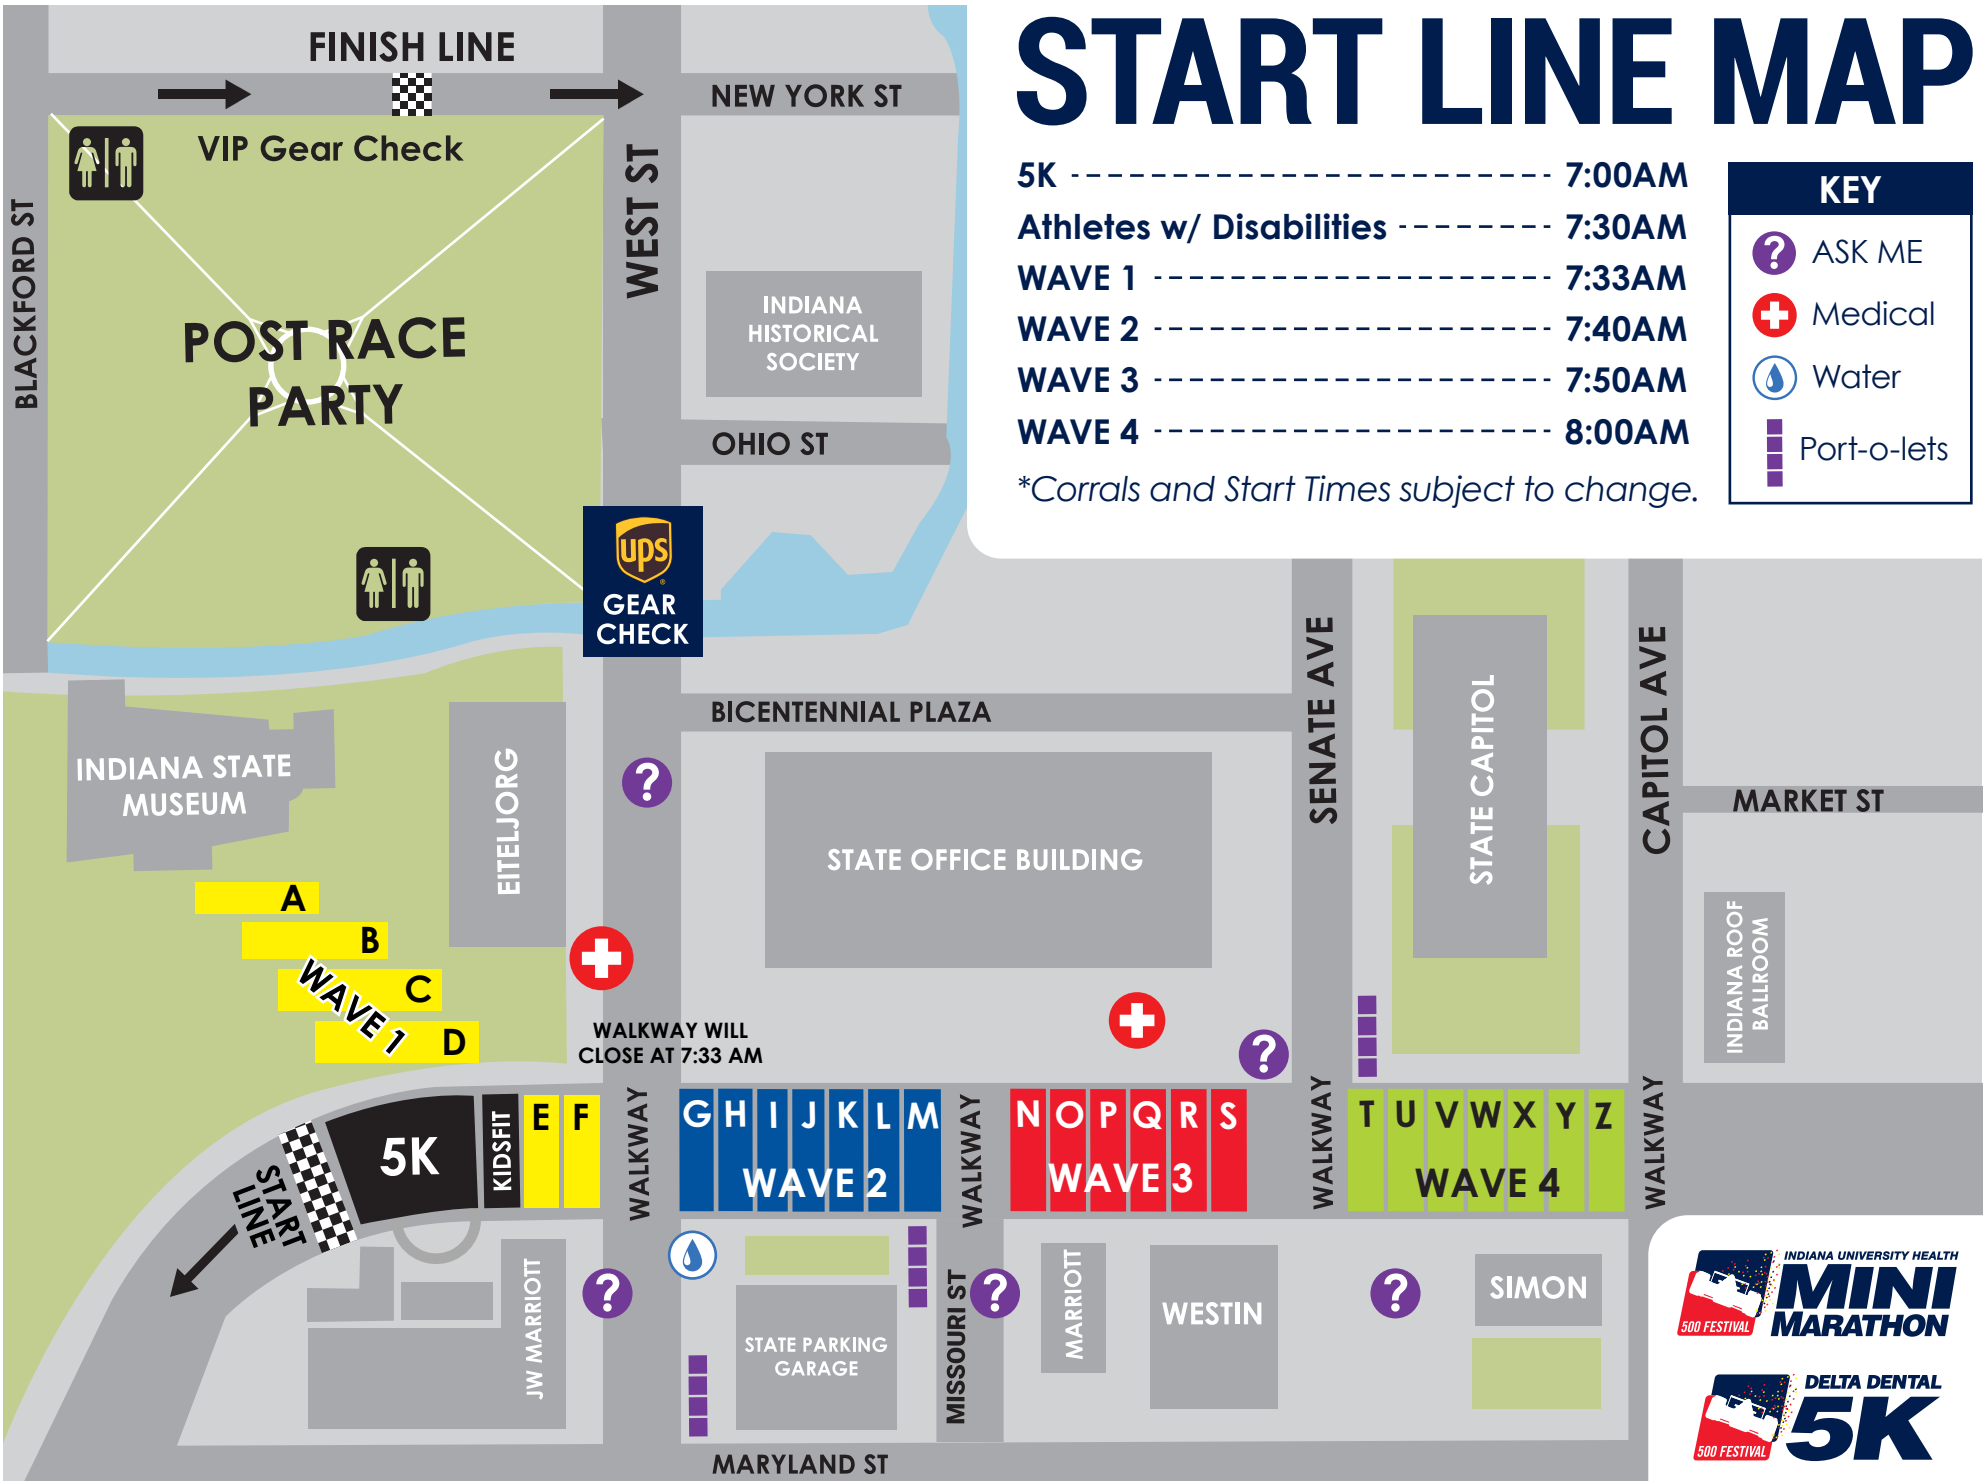 START LINE MAP
5K 7:00AM
Athletes w/ Disabilities 7:30AM
WAVE 1 7:33AM
WAVE 2 7:40AM
WAVE 3 7:50AM
WAVE 4 8:00AM
*Corrals and Start Times subject to change.
KEY
? ASK ME
Medical
Water
Port-o-lets
FINISH LINE
NEW YORK ST
VIP Gear Check
WEST ST
BLACKFORD ST
POST RACE
PARTY
INDIANA
HISTORICAL
SOCIETY
OHIO ST
ups
GEAR
CHECK
BICENTENNIAL PLAZA
SENATE AVE
STATE CAPITOL
CAPITOL AVE
MARKET ST
INDIANA STATE
MUSEUM
EITELJORG
?
STATE OFFICE BUILDING
INDIANA ROOF
BALLROOM
A
B
C
D
WAVE 1
WALKWAY WILL
CLOSE AT 7:33 AM
?
START
LINE
5K
KIDSFIT
E F
WALKWAY
G H I J K L M
WAVE 2
WALKWAY
N O P Q R S
WAVE 3
WALKWAY
T U V W X Y Z
WAVE 4
WALKWAY
JW MARRIOTT
?
STATE PARKING
GARAGE
MISSOURI ST
?
MARRIOTT
WESTIN
?
SIMON
MARYLAND ST
INDIANA UNIVERSITY HEALTH
MINI
MARATHON
500 FESTIVAL
DELTA DENTAL
5K
500 FESTIVAL